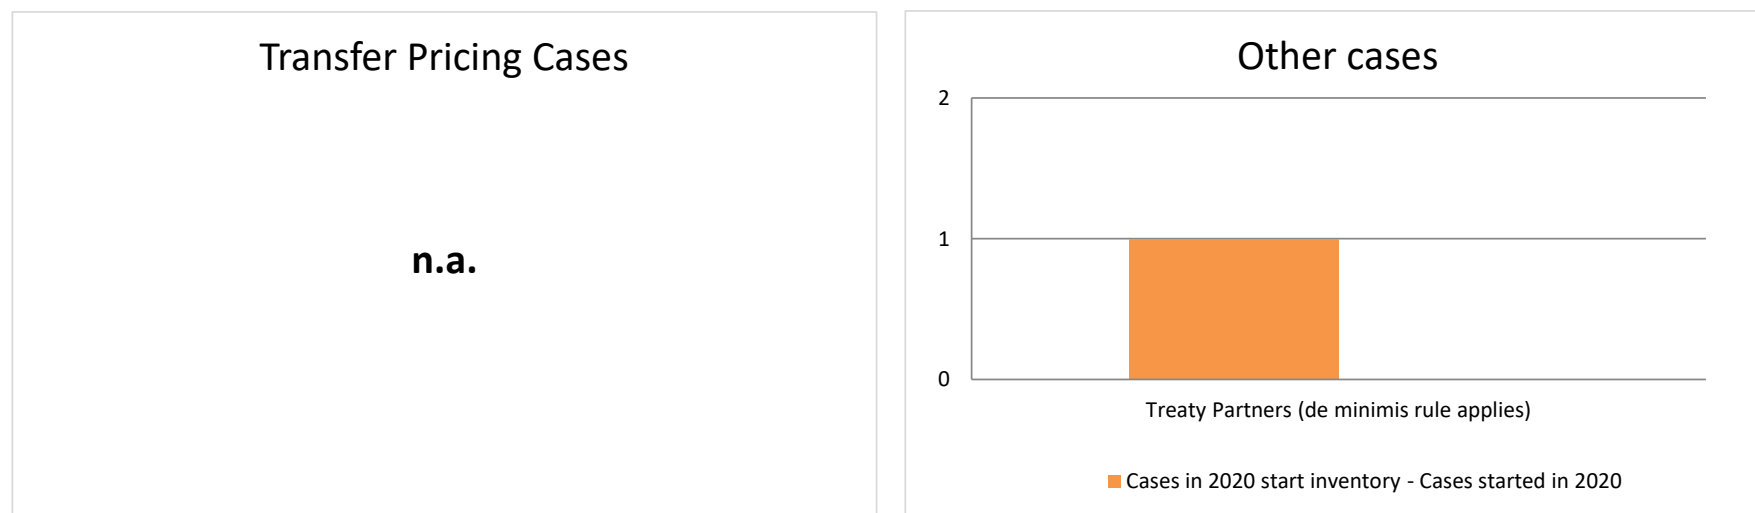 Transfer Pricing Cases
n.a.
Other cases
2
1
0
Treaty Partners (de minimis rule applies)
Cases in 2020 start inventory - Cases started in 2020